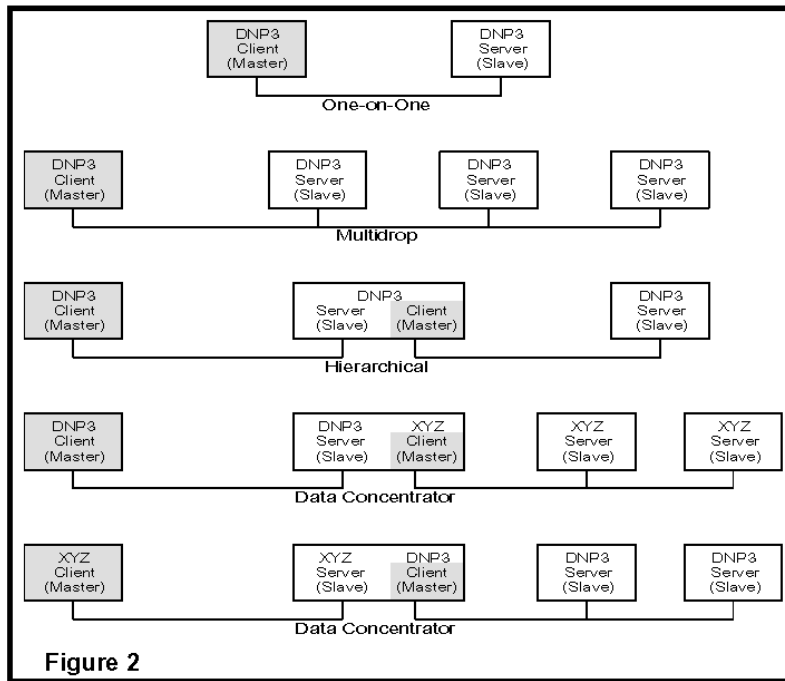 DNP3
Client
(Master)
DNP3
Server
(Slave)
One-on-One
DNP3
Client
(Master)
DNP3
Server
(Slave)
DNP3
Server
(Slave)
DNP3
Server
(Slave)
Multidrop
DNP3
Client
(Master)
DNP3
Server
(Slave)
Client
(Master)
DNP3
Server
(Slave)
Hierarchical
DNP3
Client
(Master)
DNP3
Server
(Slave)
XYZ
Client
(Master)
XYZ
Server
(Slave)
XYZ
Server
(Slave)
Data Concentrator
XYZ
Client
(Master)
XYZ
Server
(Slave)
DNP3
Client
(Master)
DNP3
Server
(Slave)
DNP3
Server
(Slave)
Data Concentrator
Figure 2